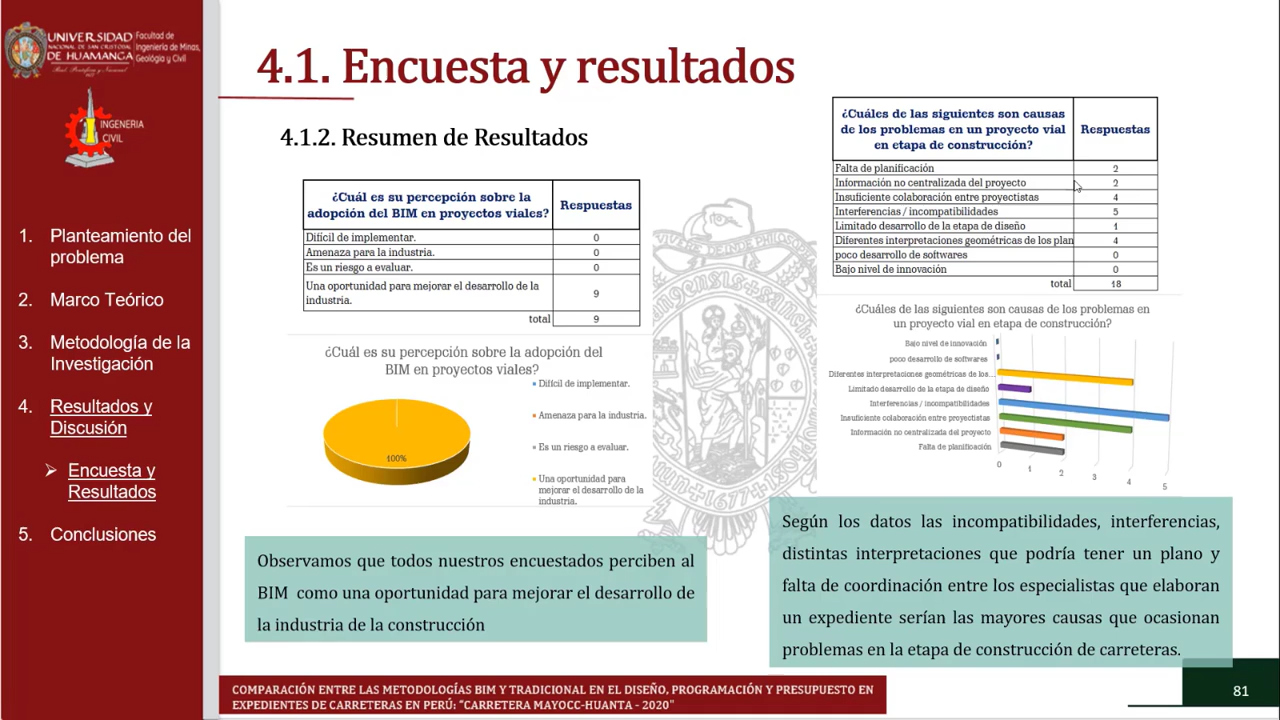 UNIVERSIDAD
NACIONAL DE SAN CRISTÓBAL
DE HUAMANGA
Real, Pontificia y Nacional
1677
Facultad de
Ingeniería de Minas,
Geológia y Civil
INGENERIA
CIVIL
1. Planteamiento del
problema
2. Marco Teórico
3. Metodología de la
Investigación
4. Resultados y
Discusión
Encuesta y
Resultados
5. Conclusiones
4.1. Encuesta y resultados
4.1.2. Resumen de Resultados
¿Cuál es su percepción sobre la
adopción del BIM en proyectos viales? Respuestas
Difícil de implementar. 0
Amenaza para la industria. 0
Es un riesgo a evaluar. 0
Una oportunidad para mejorar el desarrollo de la
industria. 9
total 9
¿Cuál es su percepción sobre la adopción del
BIM en proyectos viales?
100%
Difícil de implementar.
Amenaza para la industria.
Es un riesgo a evaluar.
Una oportunidad para
mejorar el desarrollo de la
industria.
Observamos que todos nuestros encuestados perciben al
BIM como una oportunidad para mejorar el desarrollo de
la industria de la construcción
¿Cuáles de las siguientes son causas
de los problemas en un proyecto vial
en etapa de construcción? Respuestas
Falta de planificación 2
Información no centralizada del proyecto 2
Insuficiente colaboración entre proyectistas 4
Interferencias / incompatibilidades 5
Limitado desarrollo de la etapa de diseño 1
Diferentes interpretaciones geométricas de los plan 4
poco desarrollo de softwares 0
Bajo nivel de innovación 0
total 18
¿Cuáles de las siguientes son causas de los problemas en
un proyecto vial en etapa de construcción?
Bajo nivel de innovación
poco desarrollo de softwares
Diferentes interpretaciones geométricas de los...
Limitado desarrollo de la etapa de diseño
Interferencias / incompatibilidades
Insuficiente colaboración entre proyectistas
Información no centralizada del proyecto
Falta de planificación
0 1 2 3 4 5
Según los datos las incompatibilidades, interferencias,
distintas interpretaciones que podría tener un plano y
falta de coordinación entre los especialistas que elaboran
un expediente serían las mayores causas que ocasionan
problemas en la etapa de construcción de carreteras.
COMPARACIÓN ENTRE LAS METODOLOGÍAS BIM Y TRADICIONAL EN EL DISEÑO, PROGRAMACIÓN Y PRESUPUESTO EN
EXPEDIENTES DE CARRETERAS EN PERÚ: "CARRETERA MAYOCC-HUANTA - 2020"
81